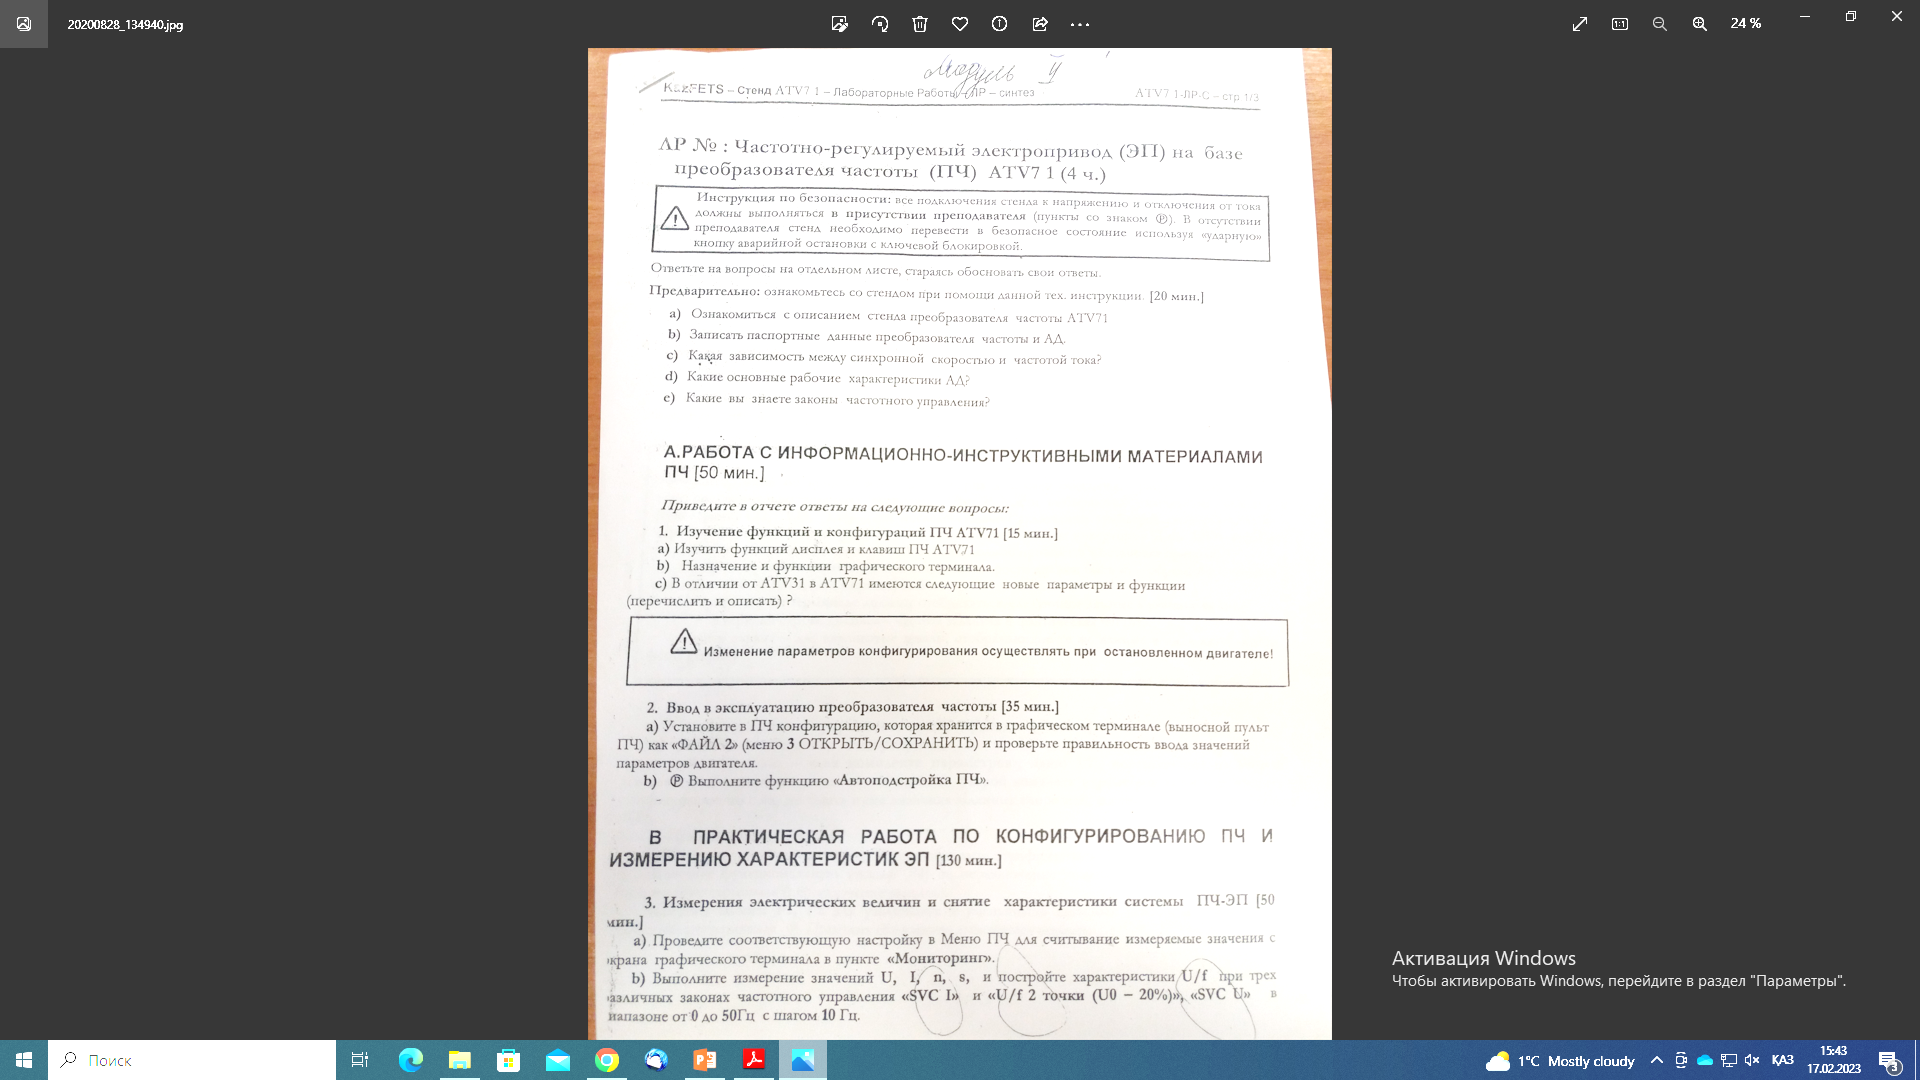 20200828_134940.jpg
24 %
Модуль V
KEZFETS – Стенд ATV7 1 – Лабораторные Работы – ЛР – синтез ATV7 1-ЛР-С – стр 1/3
ЛР № : Частотно-регулируемый электропривод (ЭП) на базе
преобразователя частоты (ПЧ) ATV7 1 (4 ч.)
Инструкция по безопасности: все подключения стенда к напряжению и отключения от тока
должны выполняться в присутствии преподавателя (пункты со знаком Ⓟ). В отсутствии
преподавателя стенд необходимо перевести в безопасное состояние используя «ударную»
кнопку аварийной остановки с ключевой блокировкой.
Ответьте на вопросы на отдельном листе, стараясь обосновать свои ответы.
Предварительно: ознакомьтесь со стендом при помощи данной тех. инструкции. [20 мин.]
a) Ознакомиться с описанием стенда преобразователя частоты ATV71
b) Записать паспортные данные преобразователя частоты и АД.
c) Какая зависимость между синхронной скоростью и частотой тока?
d) Какие основные рабочие характеристики АД?
e) Какие вы знаете законы частотного управления?
А.РАБОТА С ИНФОРМАЦИОННО-ИНСТРУКТИВНЫМИ МАТЕРИАЛАМИ
ПЧ [50 мин.]
Приведите в отчете ответы на следующие вопросы:
1. Изучение функций и конфигураций ПЧ ATV71 [15 мин.]
a) Изучить функций дисплея и клавиш ПЧ ATV71
b) Назначение и функции графического терминала.
c) В отличии от ATV31 в ATV71 имеются следующие новые параметры и функции
(перечислить и описать) ?
Изменение параметров конфигурирования осуществлять при остановленном двигателе!
2. Ввод в эксплуатацию преобразователя частоты [35 мин.]
a) Установите в ПЧ конфигурацию, которая хранится в графическом терминале (выносной пульт
ПЧ) как «ФАЙЛ 2» (меню 3 ОТКРЫТЬ/СОХРАНИТЬ) и проверьте правильность ввода значений
параметров двигателя.
b) Ⓟ Выполните функцию «Автоподстройка ПЧ».
В ПРАКТИЧЕСКАЯ РАБОТА ПО КОНФИГУРИРОВАНИЮ ПЧ И
ИЗМЕРЕНИЮ ХАРАКТЕРИСТИК ЭП [130 мин.]
3. Измерения электрических величин и снятие характеристики системы ПЧ-ЭП [50
мин.]
a) Проведите соответствующую настройку в Меню ПЧ для считывание измеряемые значения с
крана графического терминала в пункте «Мониторинг».
b) Выполните измерение значений U, I, n, s, и постройте характеристики U/f при трех
азличных законах частотного управления «SVC I» и «U/f 2 точки (U0 – 20%)», «SVC U» в
иапазоне от 0 до 50Гц с шагом 10 Гц.
Активация Windows
Чтобы активировать Windows, перейдите в раздел "Параметры".
Поиск
1°C Mostly cloudy
ҚАЗ
15:43
17.02.2023
3